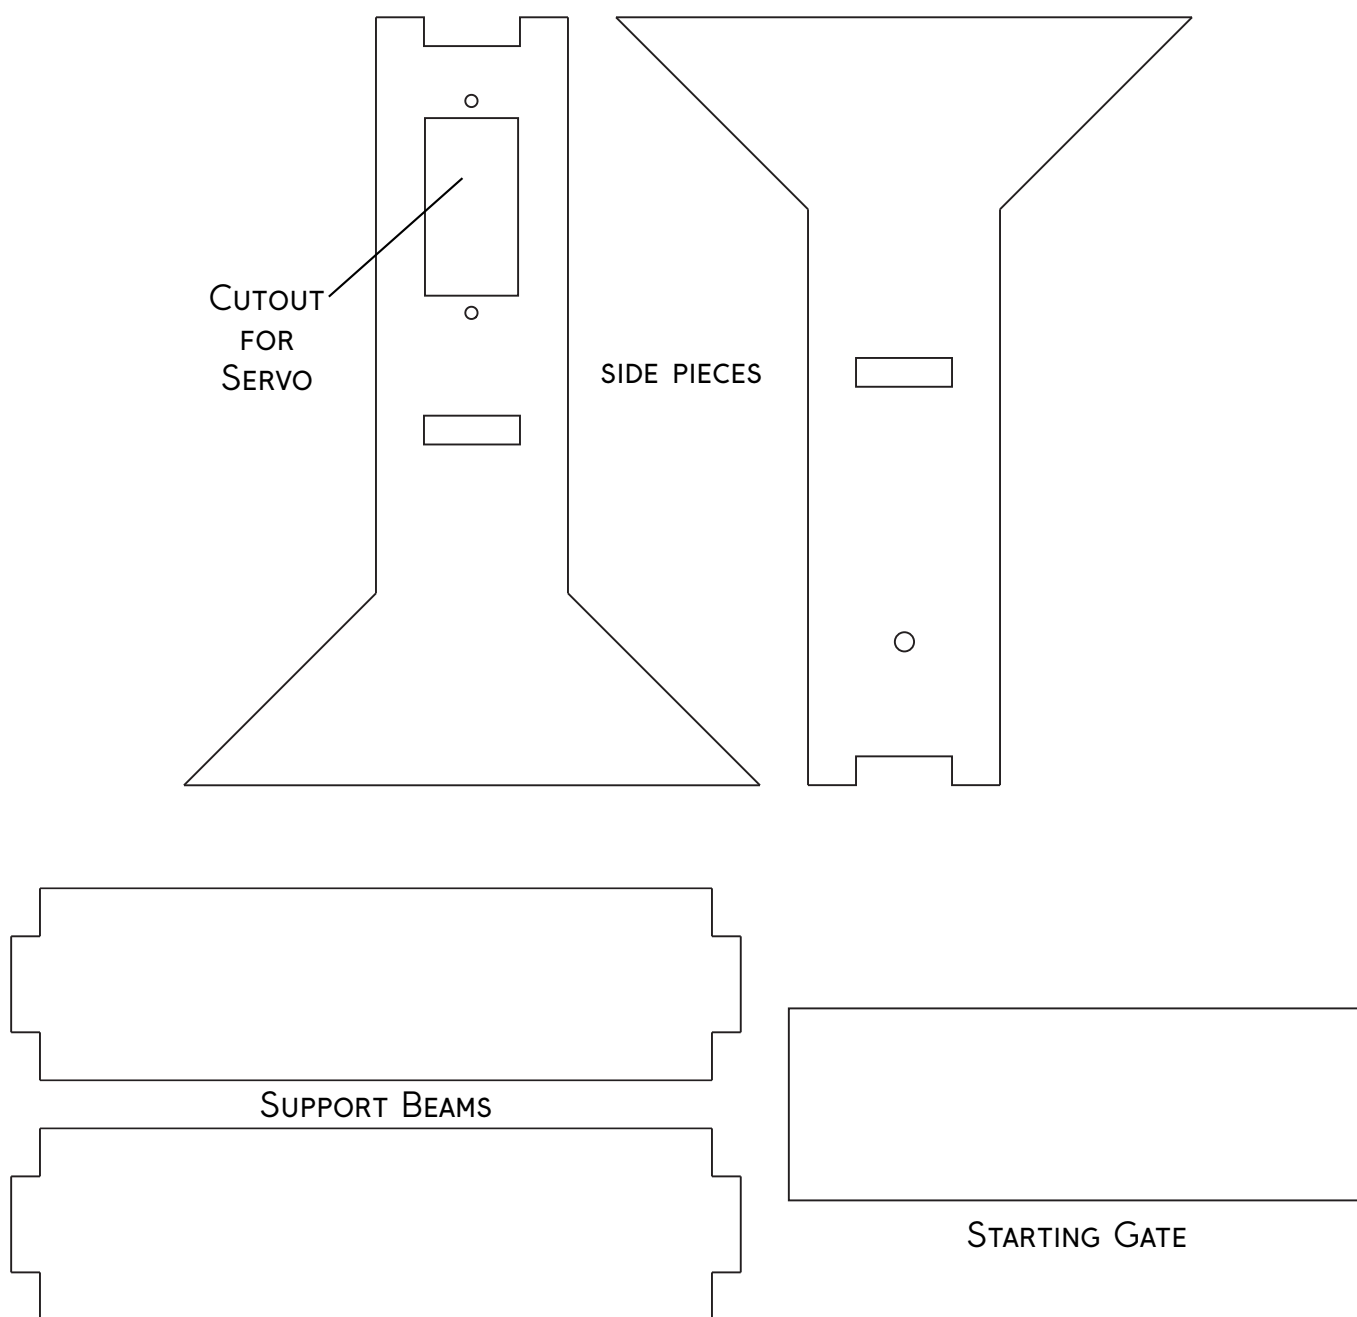 Cutout
for
Servo
side pieces
Support Beams
Starting Gate